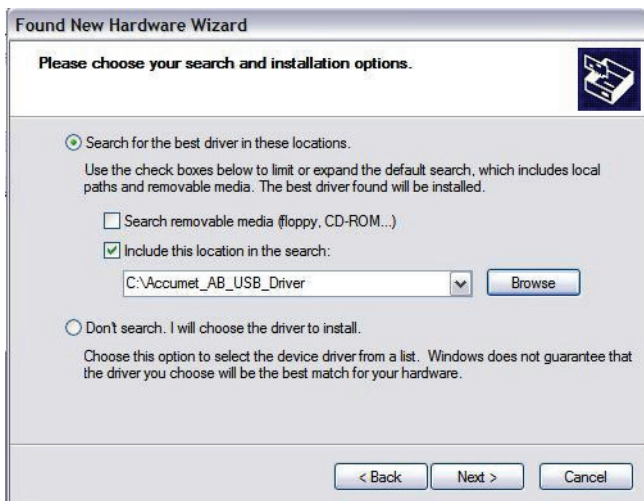 Found New Hardware Wizard
Please choose your search and installation options.
Search for the best driver in these locations.
Use the check boxes below to limit or expand the default search, which includes local
paths and removable media. The best driver found will be installed.
Search removable media (floppy, CD-ROM...)
Include this location in the search:
C:\Accumet_AB_USB_Driver
Browse
Don't search. I will choose the driver to install.
Choose this option to select the device driver from a list.  Windows does not guarantee that
the driver you choose will be the best match for your hardware.
< Back
Next >
Cancel